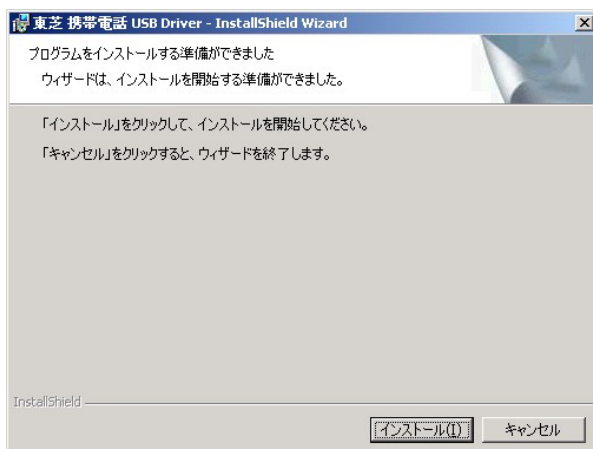 東芝 携帯電話 USB Driver - InstallShield Wizard
プログラムをインストールする準備ができました
ウィザードは、インストールを開始する準備ができました。
「インストール」をクリックして、インストールを開始してください。
「キャンセル」をクリックすると、ウィザードを終了します。
InstallShield
インストール(I)
キャンセル